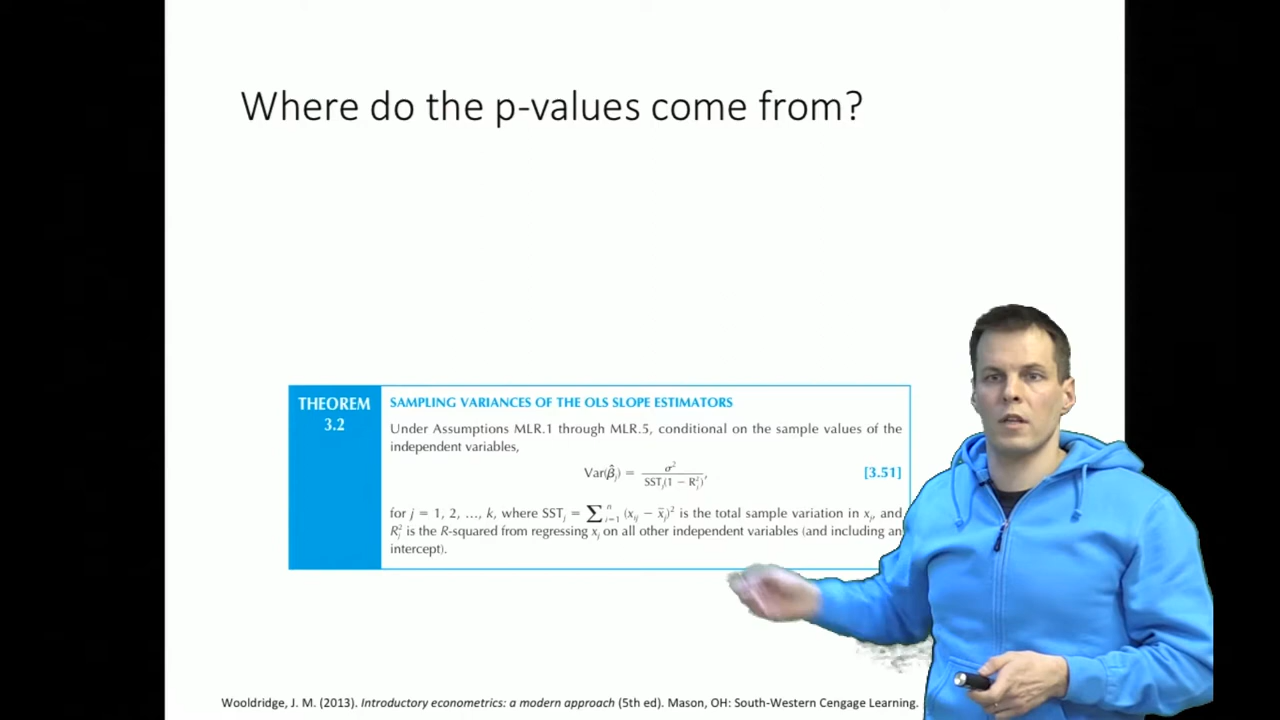 Where do the p-values come from?
THEOREM
3.2
SAMPLING VARIANCES OF THE OLS SLOPE ESTIMATORS
Under Assumptions MLR.1 through MLR.5, conditional on the sample values of the
independent variables,
Var(β̂ⱼ) = σ² / SSTⱼ(1 − Rⱼ²), [3.51]
for j = 1, 2, …, k, where SSTⱼ = ∑ⁿᵢ₌₁ (xᵢⱼ − x̄ⱼ)² is the total sample variation in xⱼ, and
Rⱼ² is the R-squared from regressing xⱼ on all other independent variables (and including an
intercept).
Wooldridge, J. M. (2013). Introductory econometrics: a modern approach (5th ed). Mason, OH: South-Western Cengage Learning.